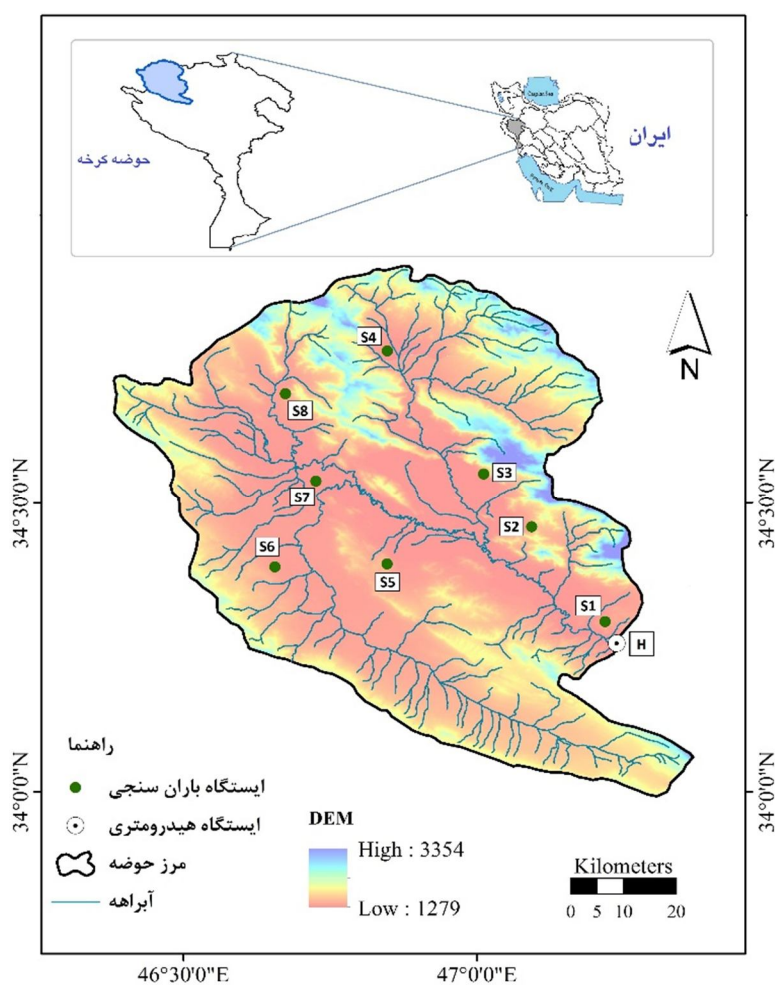 ایران
حوضه کرخه
Caspian Sea
N
S4
S8
S3
S7
S2
S6
S5
S1
H
34°30'0"N
34°30'0"N
34°0'0"N
34°0'0"N
راهنما
ایستگاه باران سنجی
ایستگاه هیدرومتری
مرز حوضه
آبراهه
DEM
High : 3354
Low : 1279
Kilometers
0 5 10 20
46°30'0"E
47°0'0"E